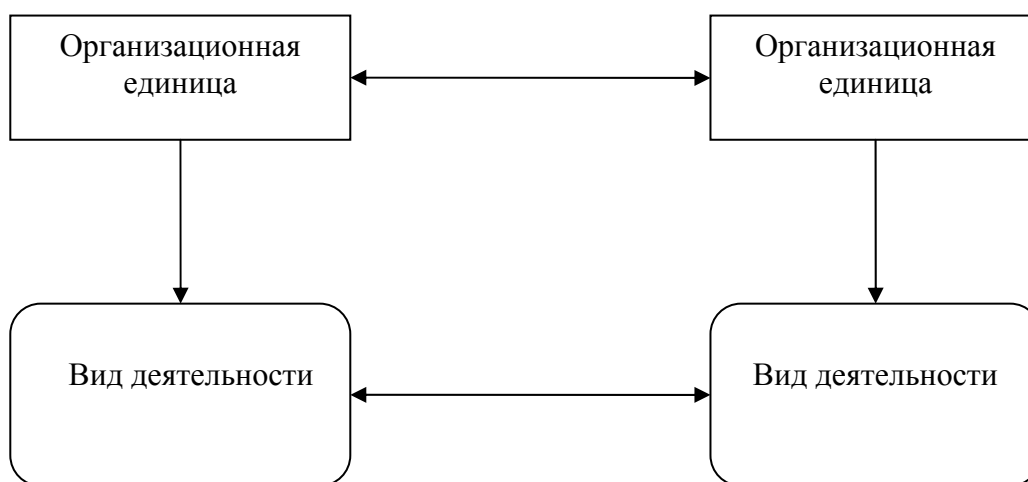 Организационная
единица
Организационная
единица
Вид деятельности
Вид деятельности